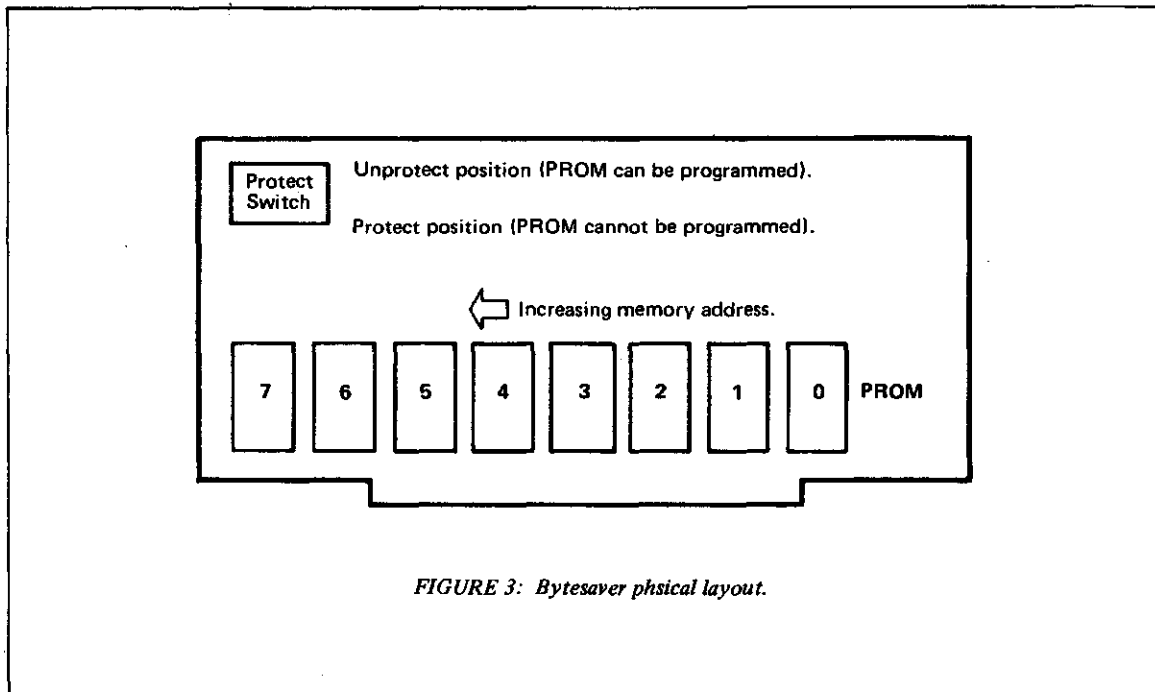 Protect
Switch
Unprotect position (PROM can be programmed).
Protect position (PROM cannot be programmed).
Increasing memory address.
7 6 5 4 3 2 1 0 PROM
FIGURE 3: Bytesaver phsical layout.